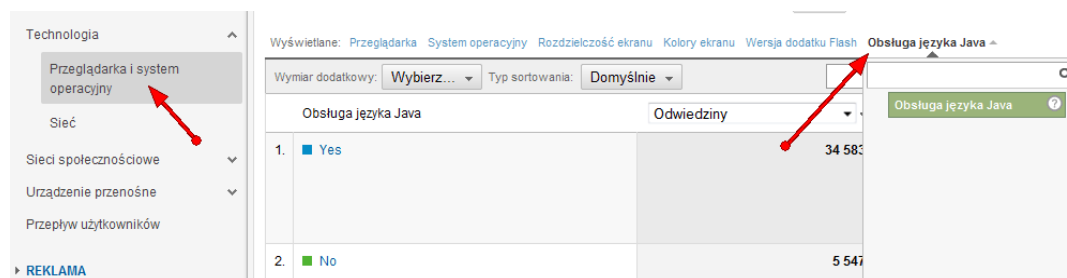 Technologia
Przeglądarka i system
operacyjny
Sieć
Sieci społecznościowe
Urządzenie przenośne
Przepływ użytkowników
REKLAMA
Wyświetlane: Przeglądarka System operacyjny Rozdzielczość ekranu Kolory ekranu Wersja dodatku Flash Obsługa języka Java
Wymiar dodatkowy: Wybierz... Typ sortowania: Domyślnie
Obsługa języka Java ?
Obsługa języka Java Odwiedziny
1. Yes 34 583
2. No 5 547